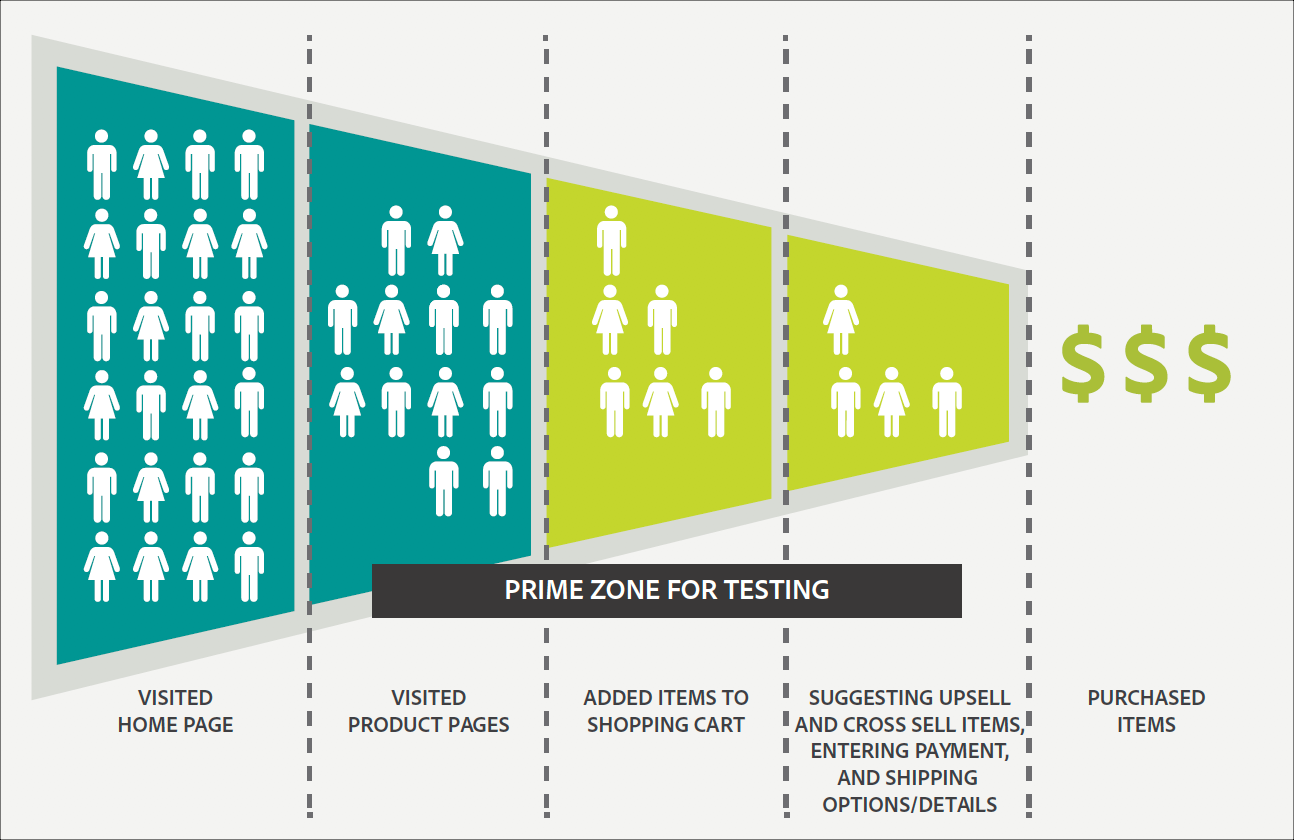 $ $ $
PRIME ZONE FOR TESTING
VISITED
HOME PAGE
VISITED
PRODUCT PAGES
ADDED ITEMS TO
SHOPPING CART
SUGGESTING UPSELL
AND CROSS SELL ITEMS,
ENTERING PAYMENT,
AND SHIPPING
OPTIONS/DETAILS
PURCHASED
ITEMS